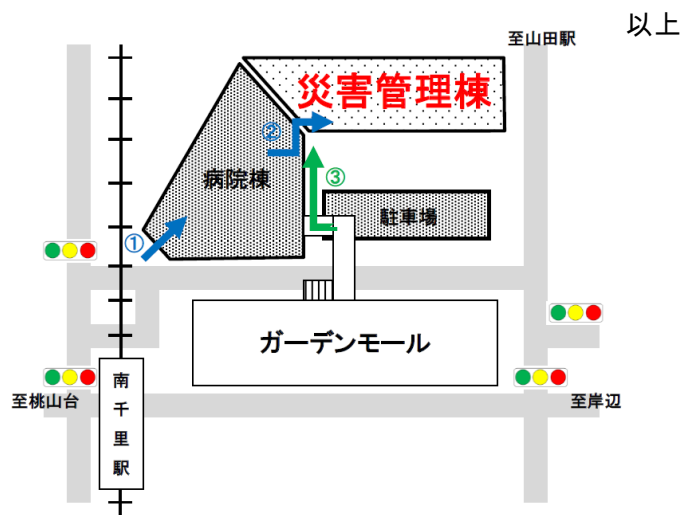 以上
至山田駅
災害管理棟
②
病院棟
③
駐車場
①
ガーデンモール
南千里駅
至桃山台
至岸辺